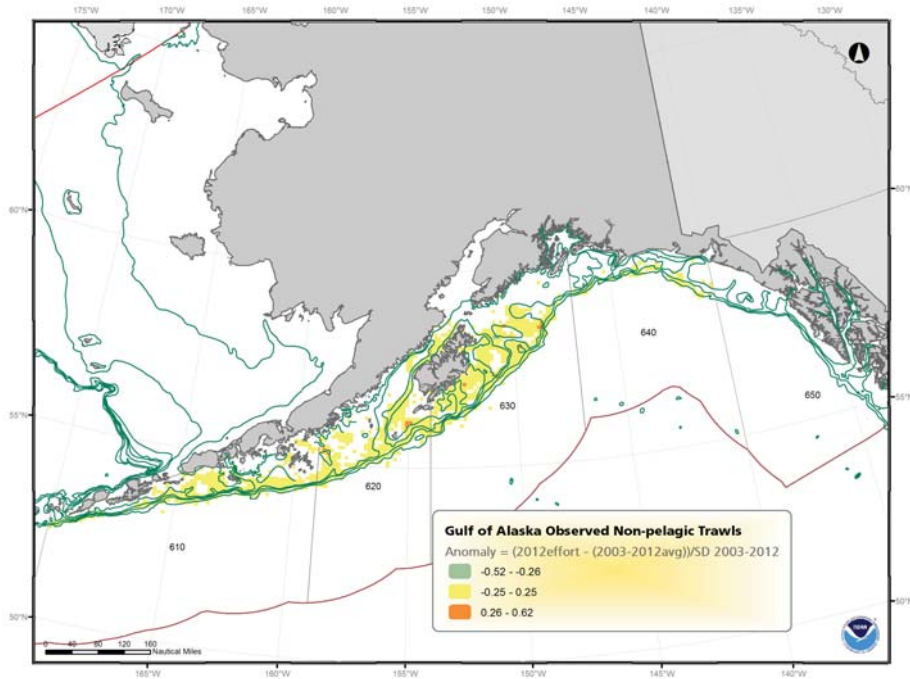 175°W 170°W 165°W 160°W 155°W 150°W 145°W 140°W 135°W 130°W
60°N
60°N
640
650
55°N
55°N
630
620
610
Gulf of Alaska Observed Non-pelagic Trawls
Anomaly = (2012effort - (2003-2012avg))/SD 2003-2012
-0.52 - -0.26
-0.25 - 0.25
0.26 - 0.62
50°N
50°N
0 40 80 120 160
Nautical Miles
NOAA
165°W 160°W 155°W 150°W 145°W 140°W